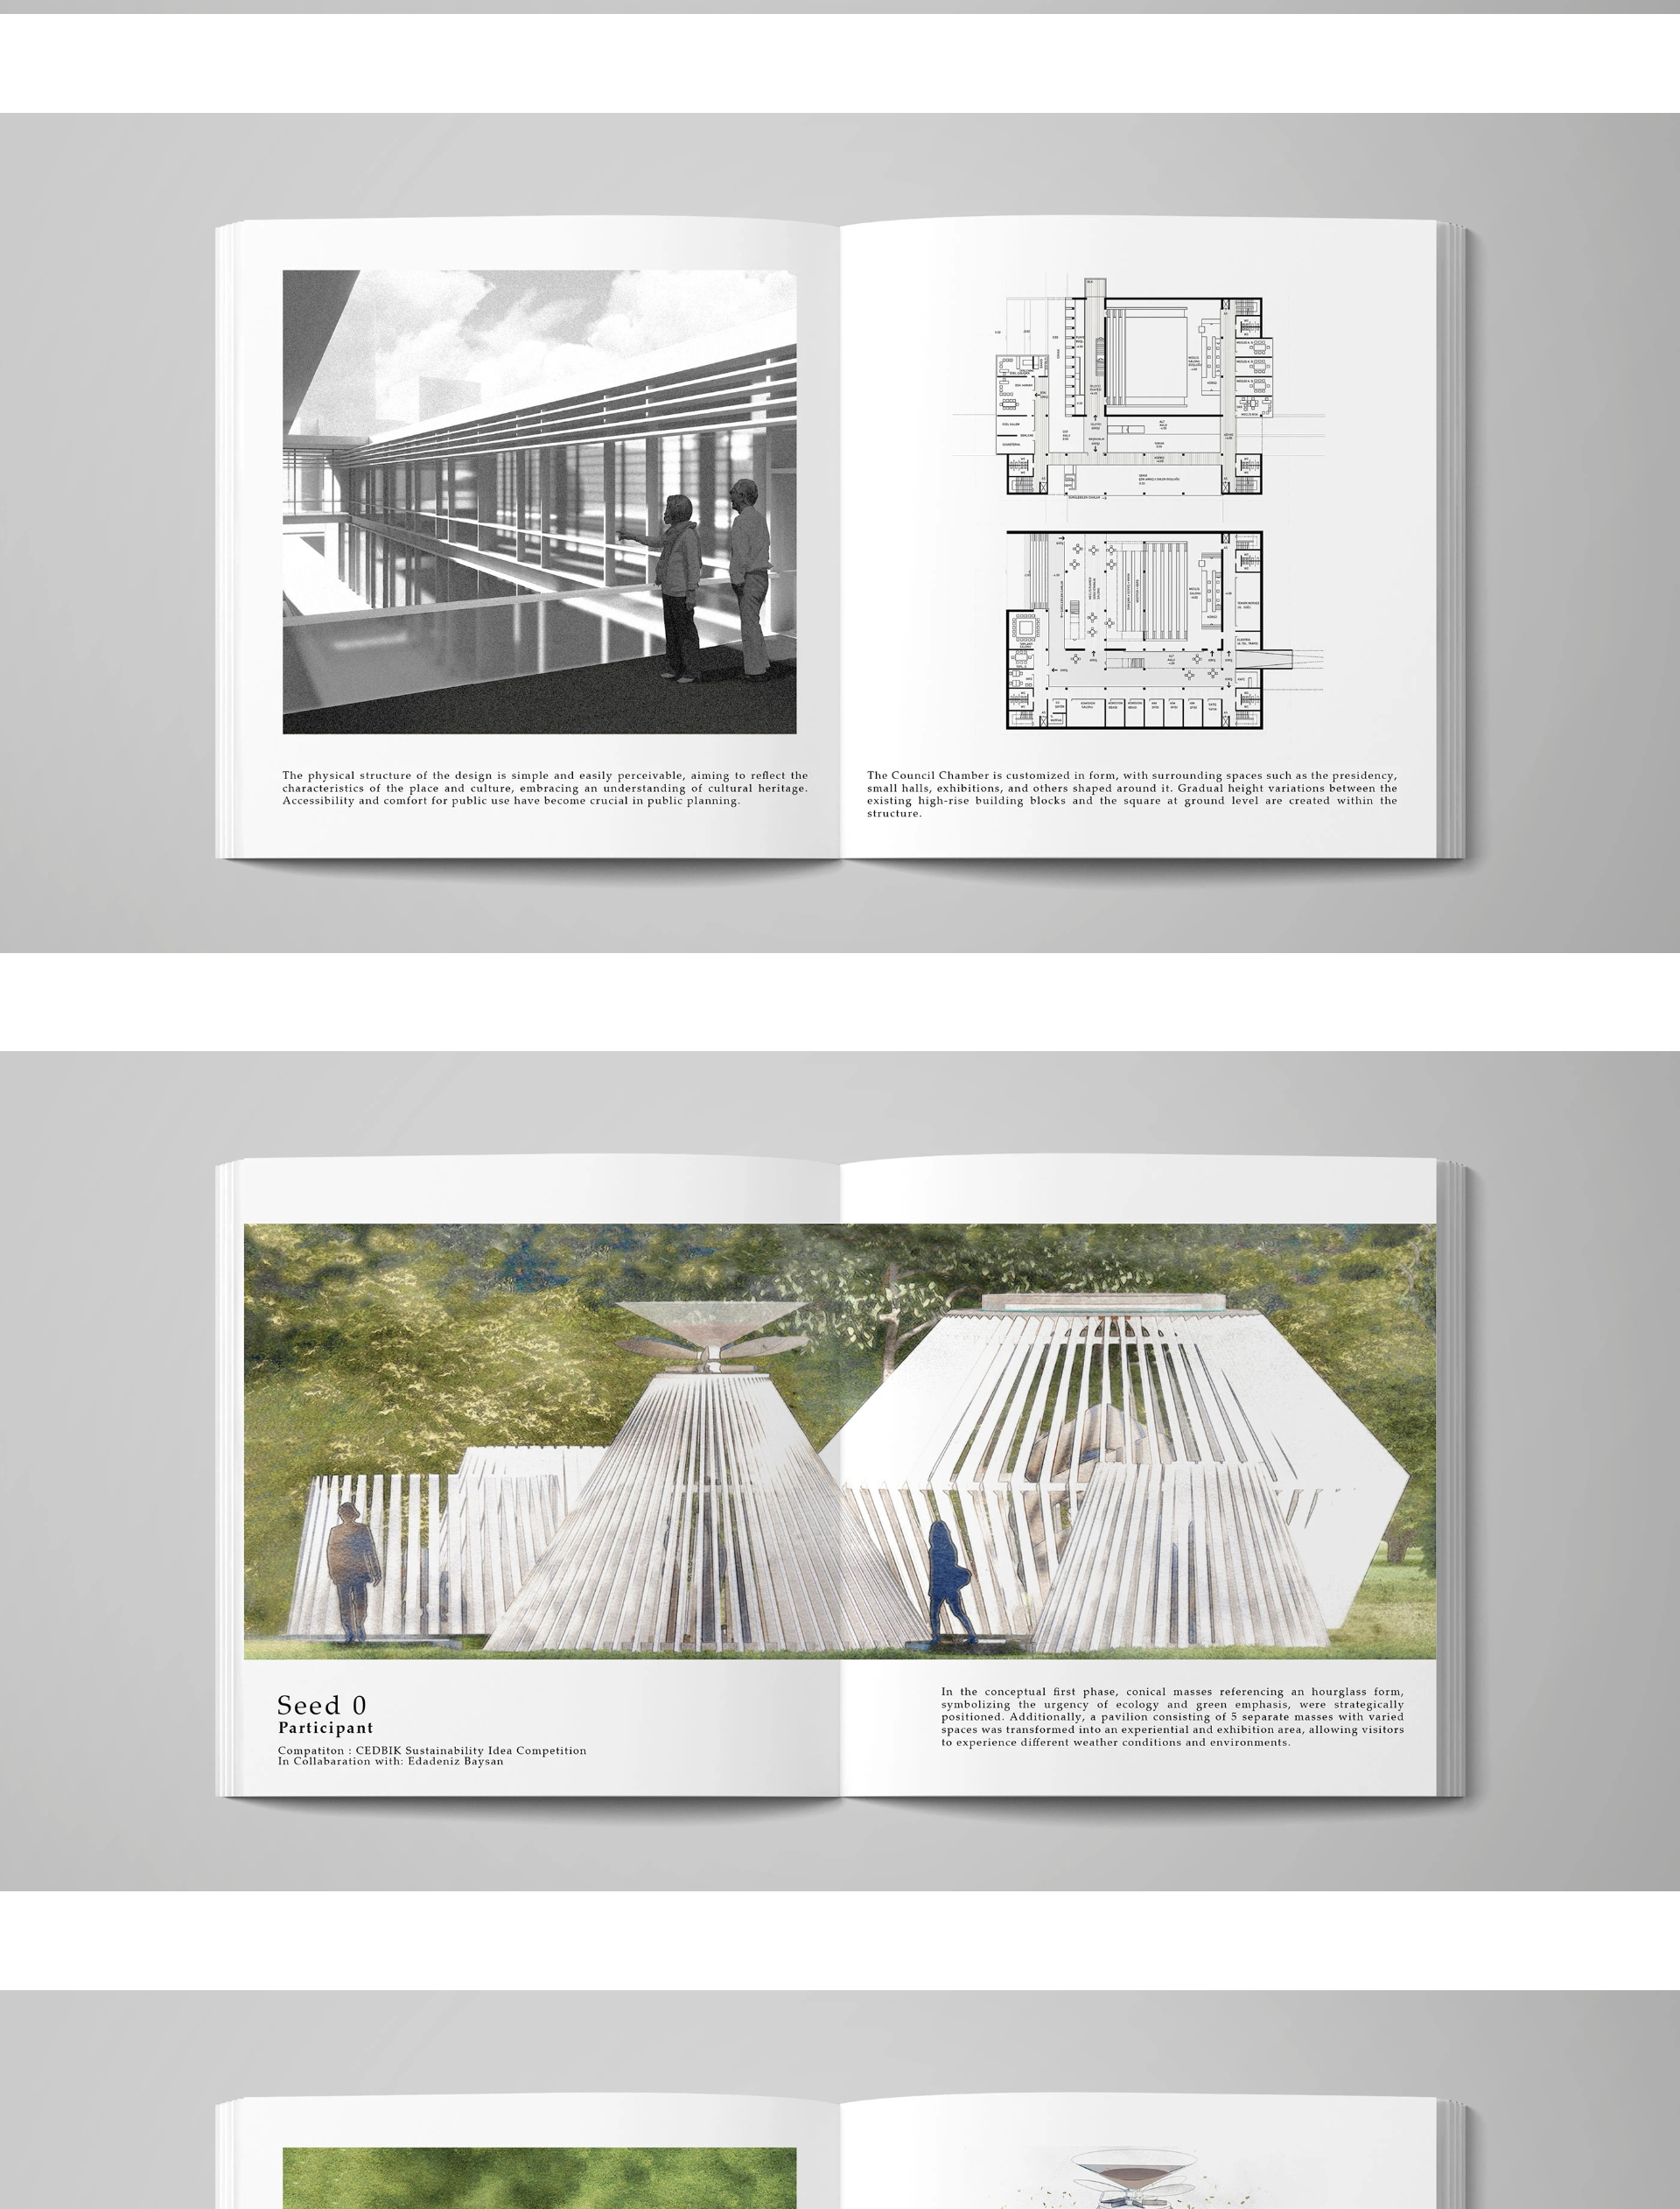 The physical structure of the design is simple and easily perceivable, aiming to reflect the
characteristics of the place and culture, embracing an understanding of cultural heritage.
Accessibility and comfort for public use have become crucial in public planning.
The Council Chamber is customized in form, with surrounding spaces such as the presidency,
small halls, exhibitions, and others shaped around it. Gradual height variations between the
existing high-rise building blocks and the square at ground level are created within the
structure.
Seed 0
Participant
Compatiton : CEDBIK Sustainability Idea Competition
In Collabaration with: Edadeniz Baysan
In the conceptual first phase, conical masses referencing an hourglass form,
symbolizing the urgency of ecology and green emphasis, were strategically
positioned. Additionally, a pavilion consisting of 5 separate masses with varied
spaces was transformed into an experiential and exhibition area, allowing visitors
to experience different weather conditions and environments.